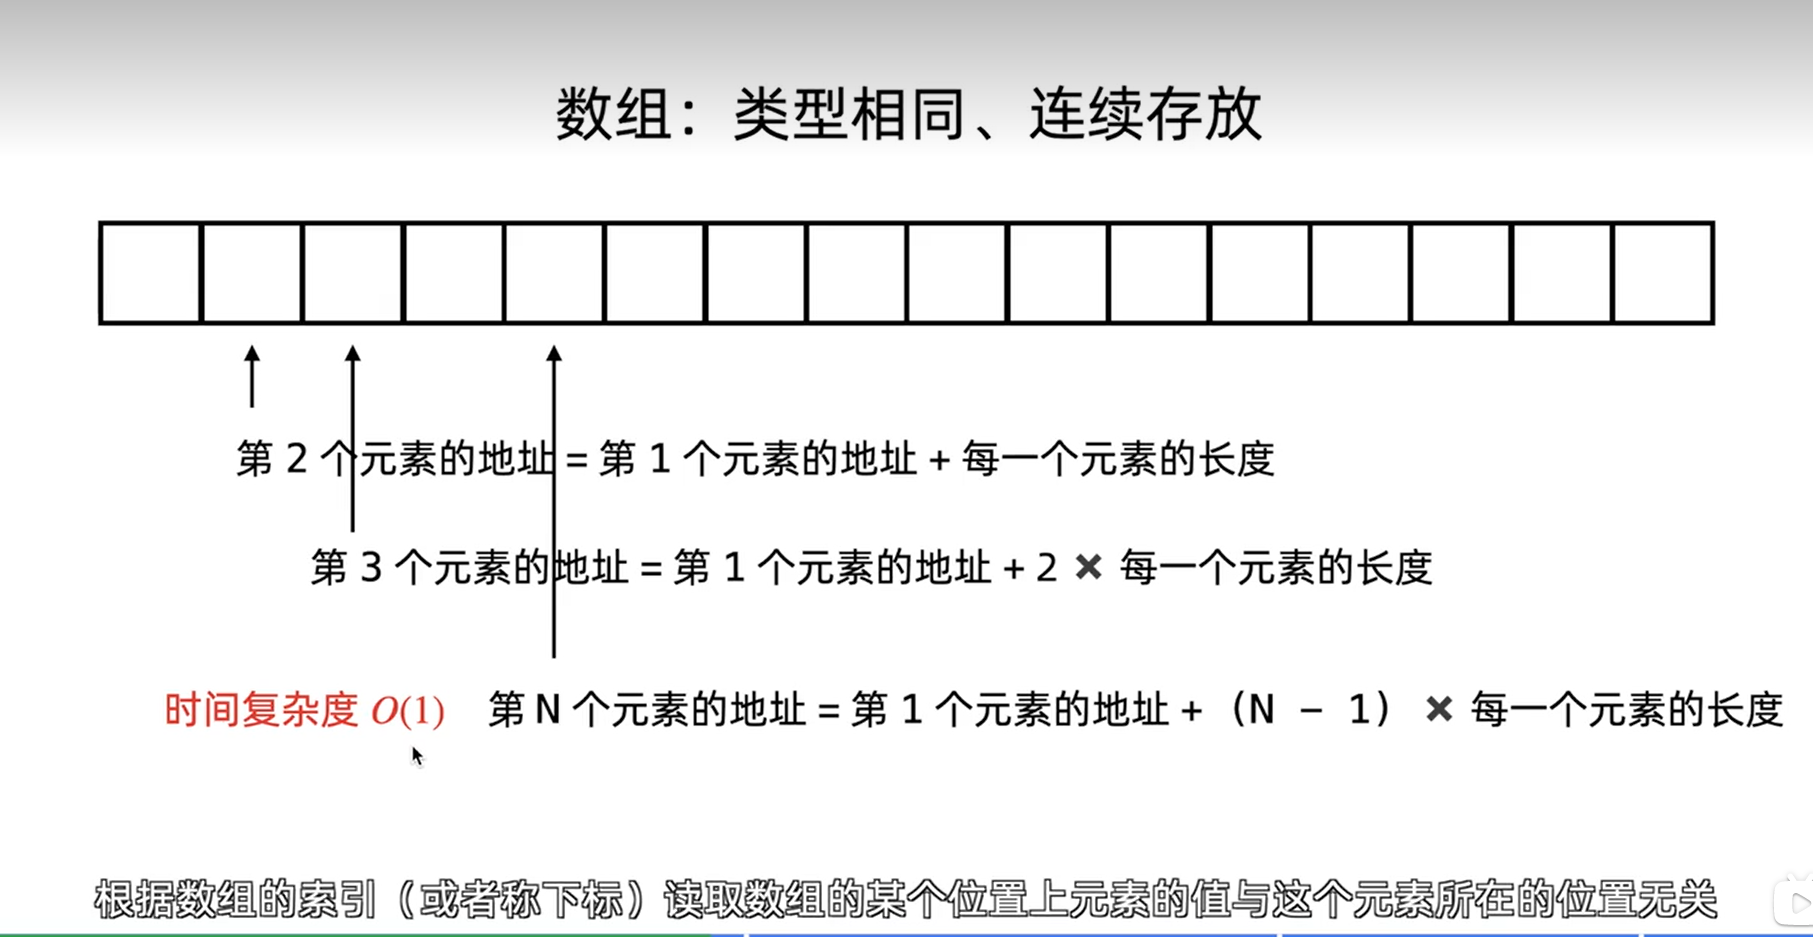 数组：类型相同、连续存放
第 2 个元素的地址 = 第 1 个元素的地址 + 每一个元素的长度
第 3 个元素的地址 = 第 1 个元素的地址 + 2 ✖ 每一个元素的长度
时间复杂度 O(1) 第 N 个元素的地址 = 第 1 个元素的地址 + （N - 1） ✖ 每一个元素的长度
根据数组的索引（或者称下标）读取数组的某个位置上元素的值与这个元素所在的位置无关